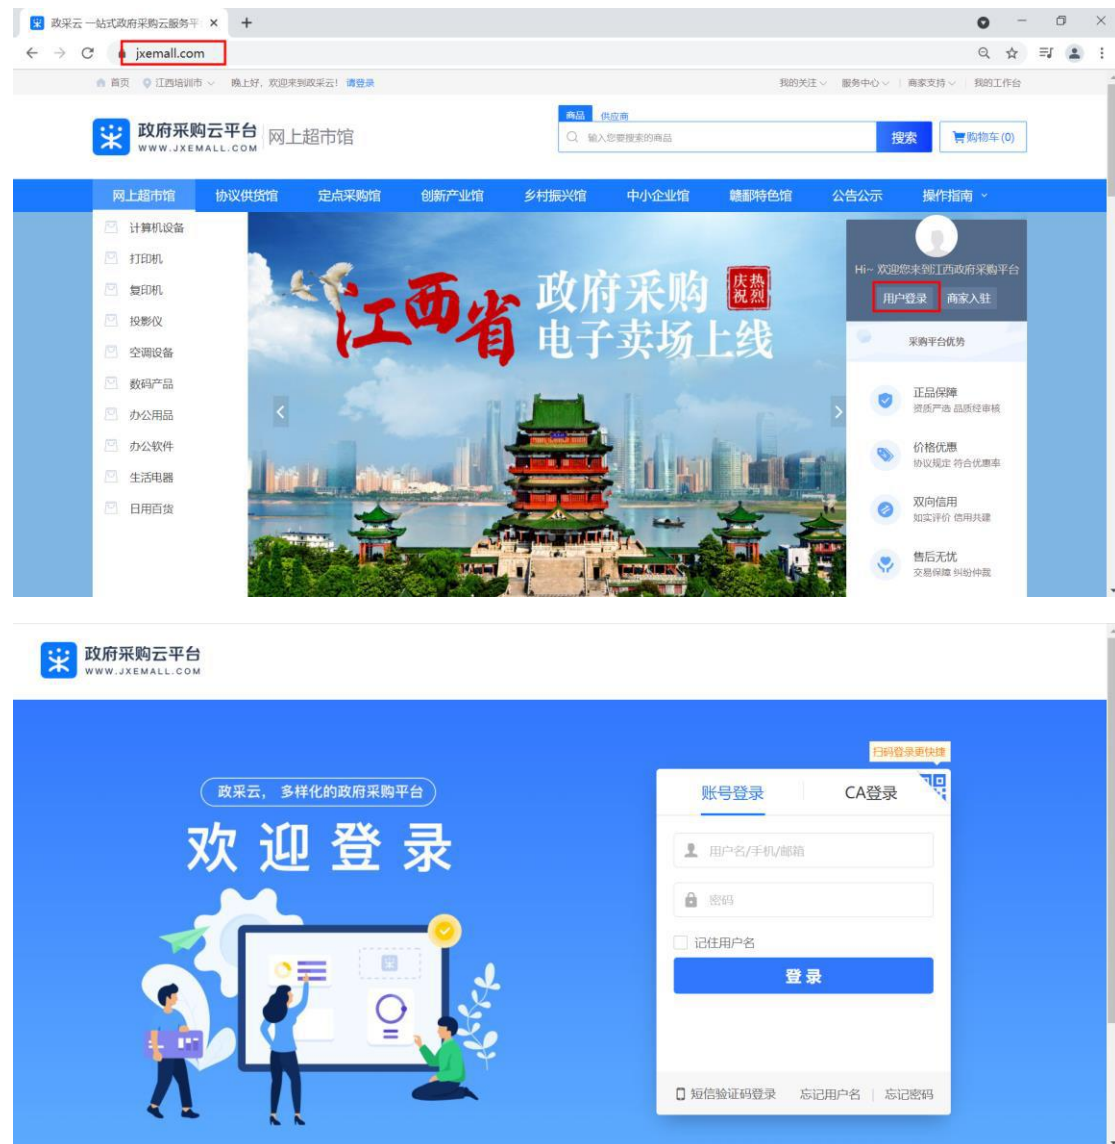 政采云 一站式政府采购云服务平
jxemall.com
首页 江西培训市 晚上好，欢迎来到政采云！ 请登录 我的关注 服务中心 商家支持 我的工作台
商品 供应商
政府采购云平台 网上超市馆
WWW.JXEMALL.COM
输入您要搜索的商品 搜索 购物车 (0)
网上超市馆 协议供货馆 定点采购馆 创新产业馆 乡村振兴馆 中小企业馆 赣鄱特色馆 公告公示 操作指南
计算机设备
打印机
复印机
投影仪
空调设备
数码产品
办公用品
办公软件
生活电器
日用百货
江西省
政府采购
热烈庆祝
电子卖场上线
Hi~ 欢迎您来到江西政府采购平台
用户登录 商家入驻
采购平台优势
正品保障
资质严选 品质经审核
价格优惠
协议规定 符合优惠率
双向信用
如实评价 信用共建
售后无忧
交易保障 纠纷仲裁
政府采购云平台
WWW.JXEMALL.COM
政采云，多样化的政府采购平台
欢迎登录
扫码登录更快捷
账号登录 CA登录
用户名/手机/邮箱
密码
记住用户名
登录
短信验证码登录 忘记用户名 忘记密码